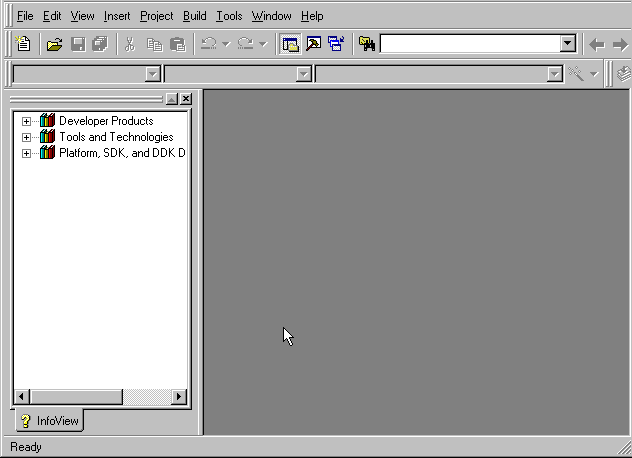 File Edit View Insert Project Build Tools Window Help
Developer Products
Tools and Technologies
Platform, SDK, and DDK D
InfoView
Ready